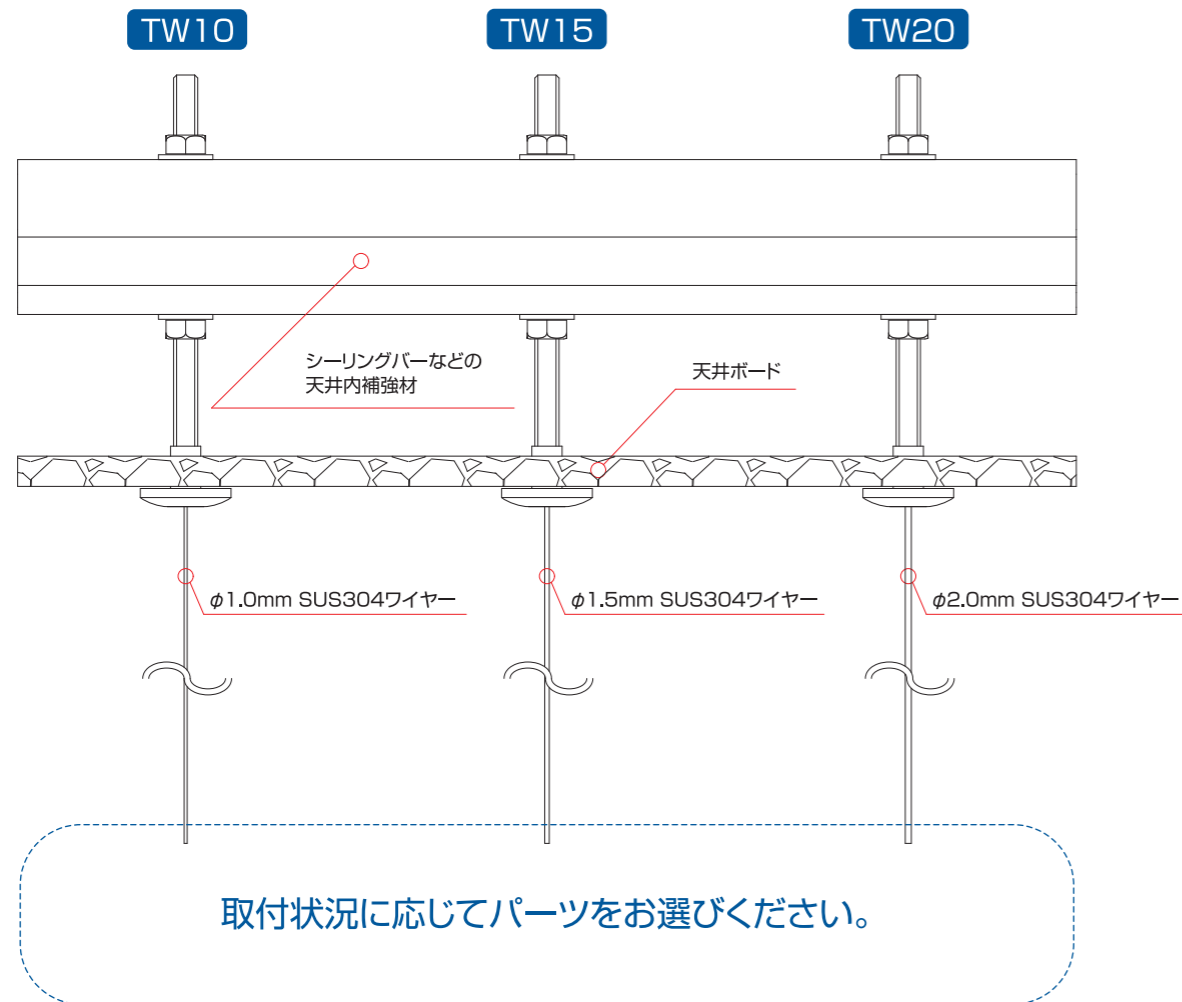 TW10 TW15 TW20
シーリングバーなどの
天井内補強材
天井ボード
φ1.0mm SUS304ワイヤー φ1.5mm SUS304ワイヤー φ2.0mm SUS304ワイヤー
取付状況に応じてパーツをお選びください。